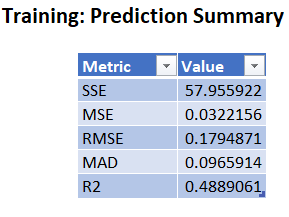 Training: Prediction Summary
Metric Value
SSE 57.955922
MSE 0.0322156
RMSE 0.1794871
MAD 0.0965914
R2 0.4889061